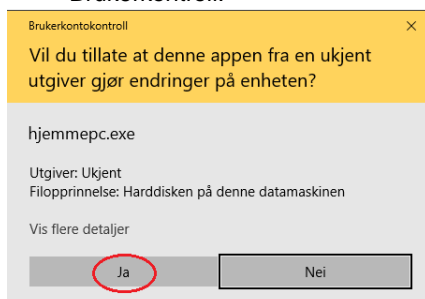 Brukerkontokontroll
Vil du tillate at denne appen fra en ukjent
utgiver gjør endringer på enheten?
hjemmepc.exe
Utgiver: Ukjent
Filopprinnelse: Harddisken på denne datamaskinen
Vis flere detaljer
Ja
Nei